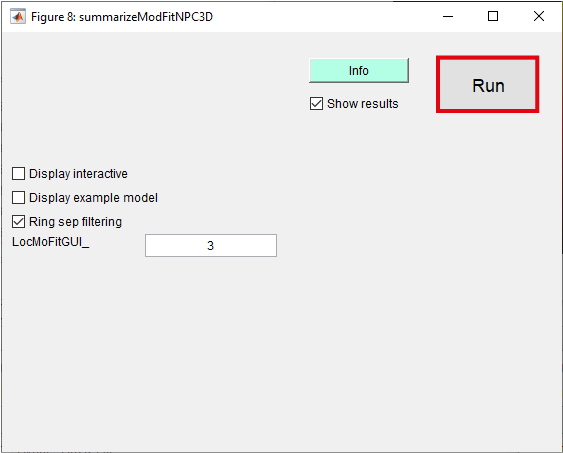 Figure 8: summarizeModFitNPC3D
Info
Run
Show results
Display interactive
Display example model
Ring sep filtering
LocMoFitGUI_
3